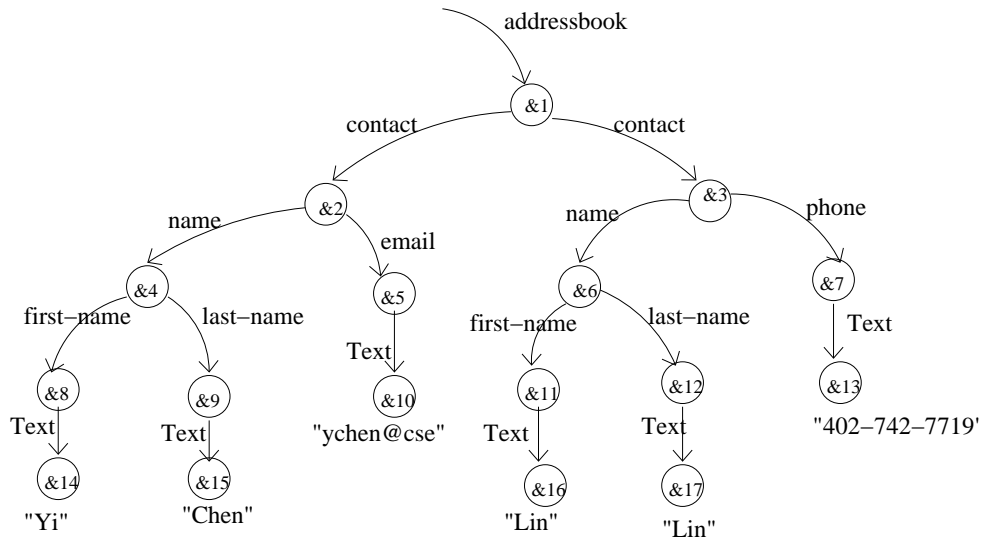 addressbook
&1
contact
contact
&2
&3
name
email
name
phone
&4
&5
&6
&7
first−name
last−name
first−name
last−name
Text
Text
&8
&9
&10
&11
&12
&13
Text
Text
"ychen@cse"
Text
Text
"402−742−7719'
&14
&15
&16
&17
"Yi"
"Chen"
"Lin"
"Lin"